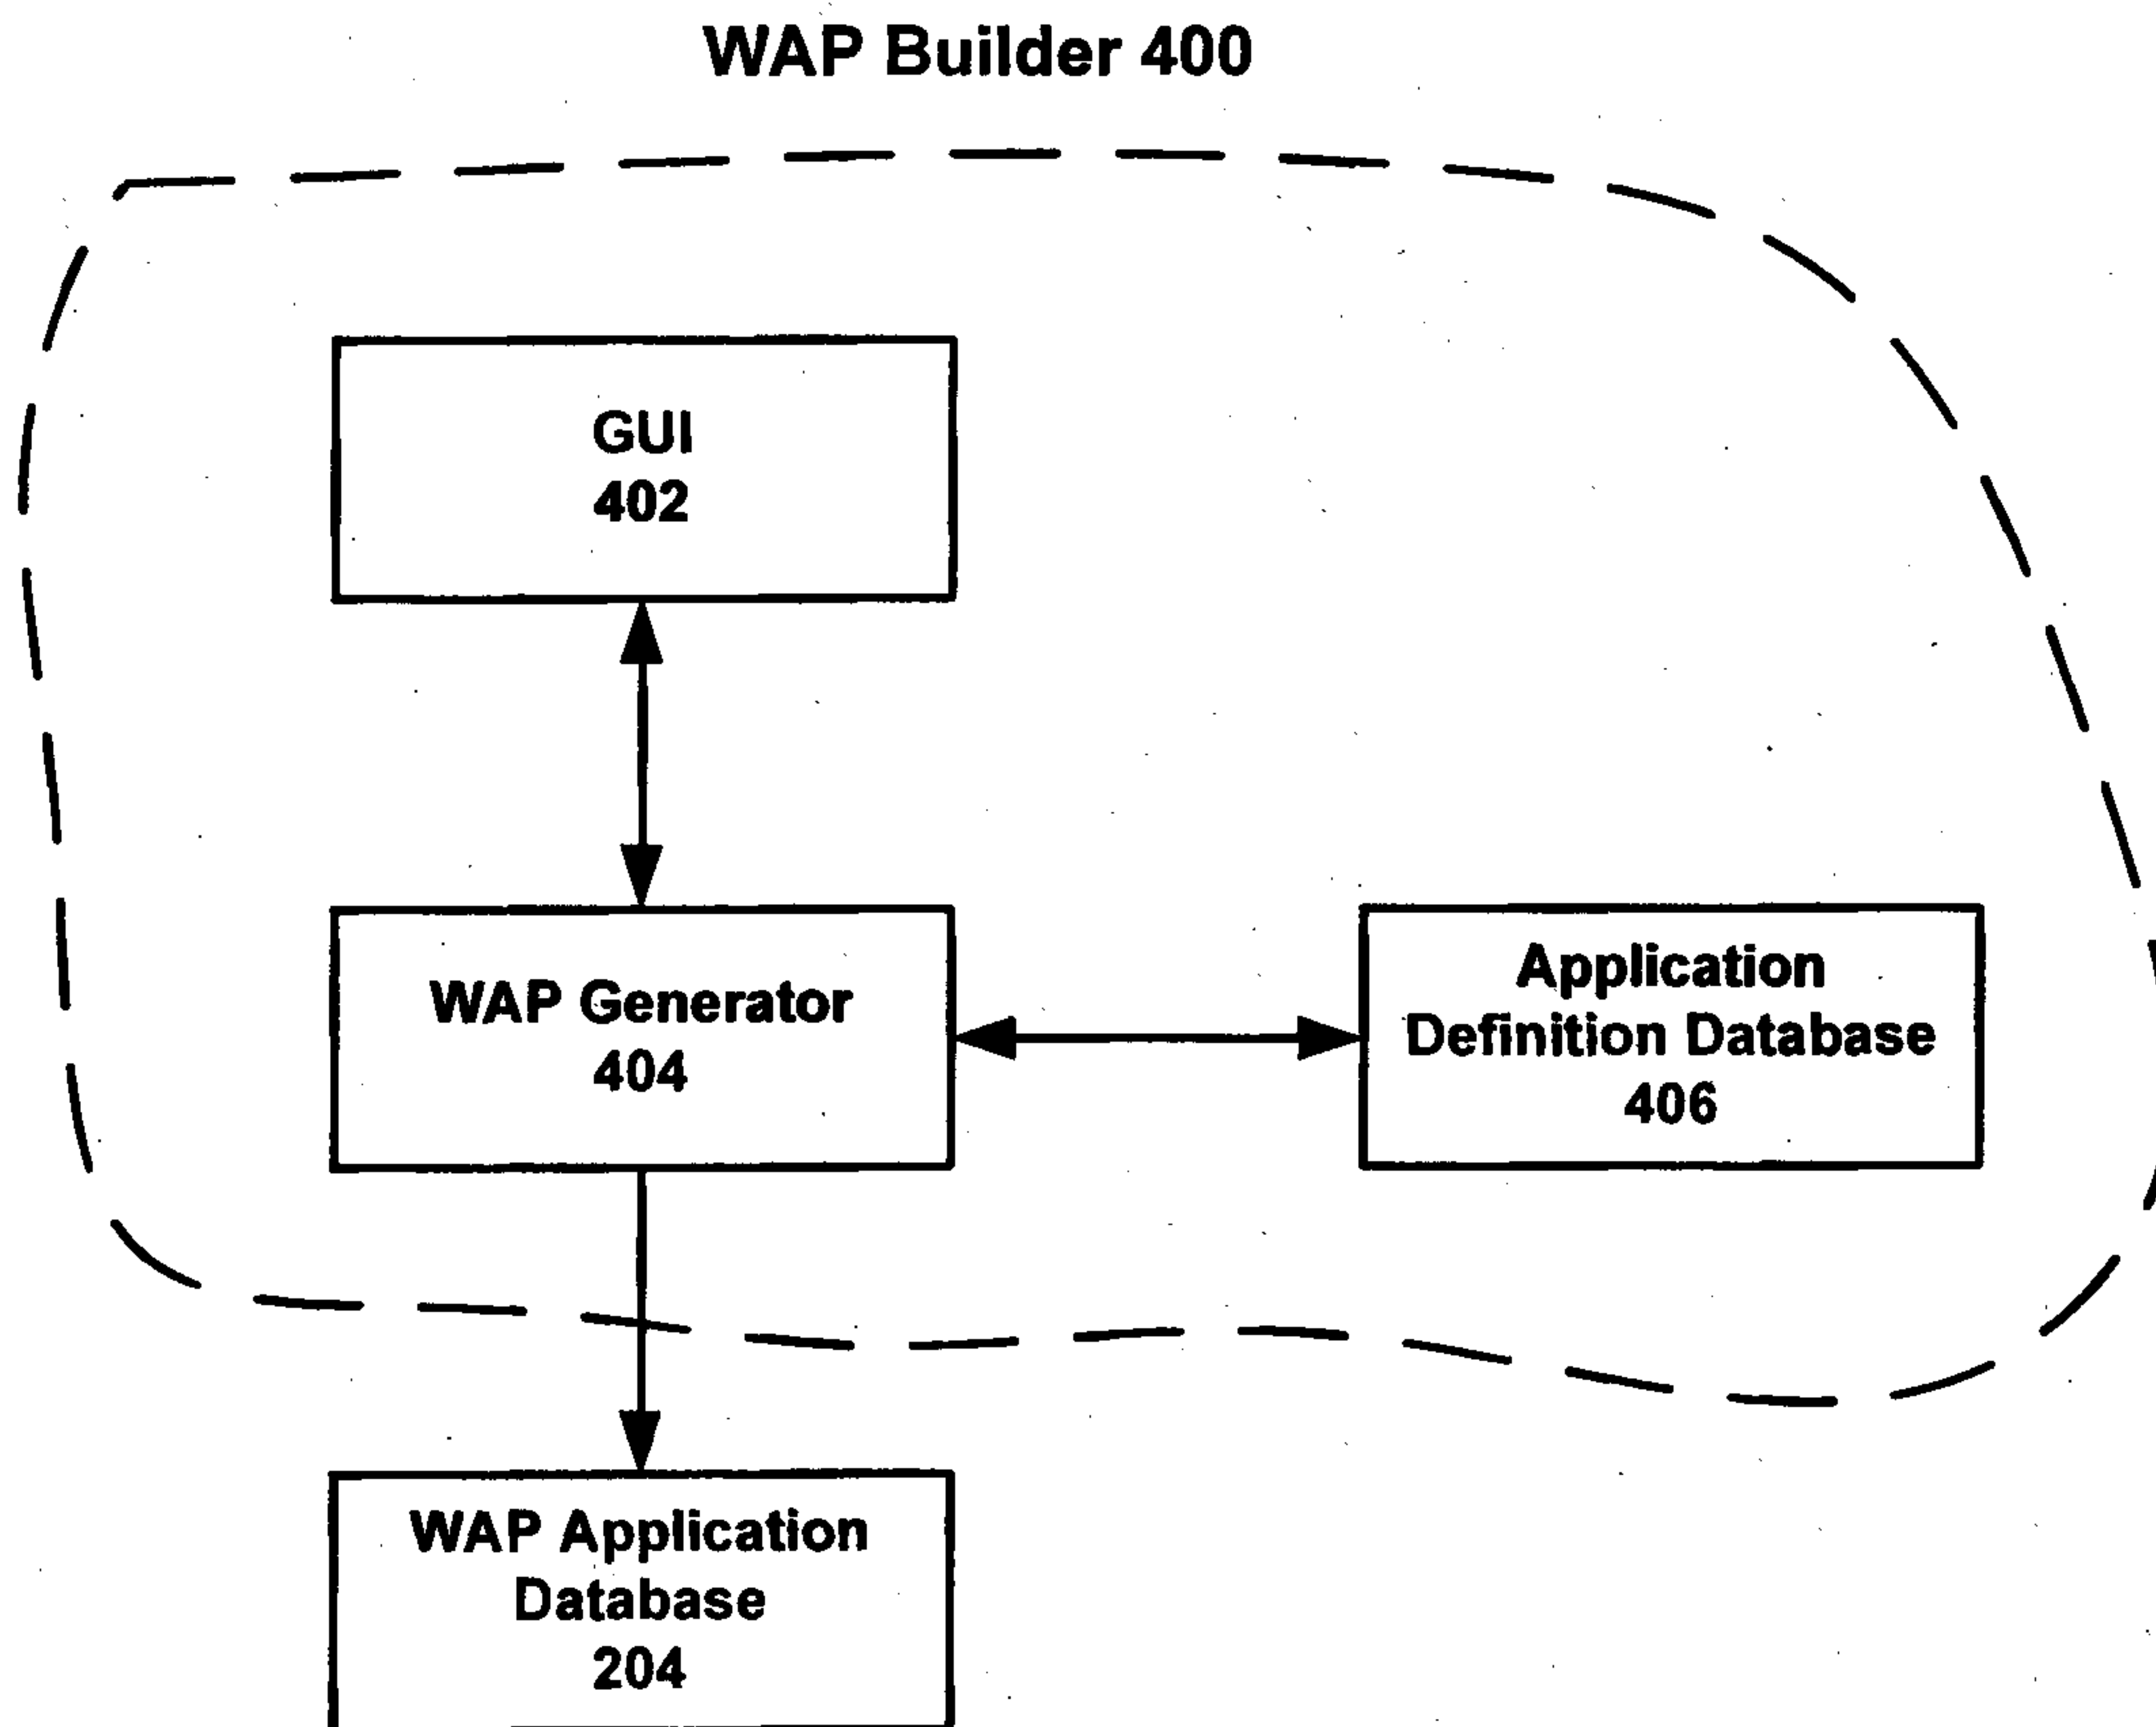 WAP Builder 400
GUI
402
WAP Generator
404
Application
Definition Database
406
WAP Application
Database
204